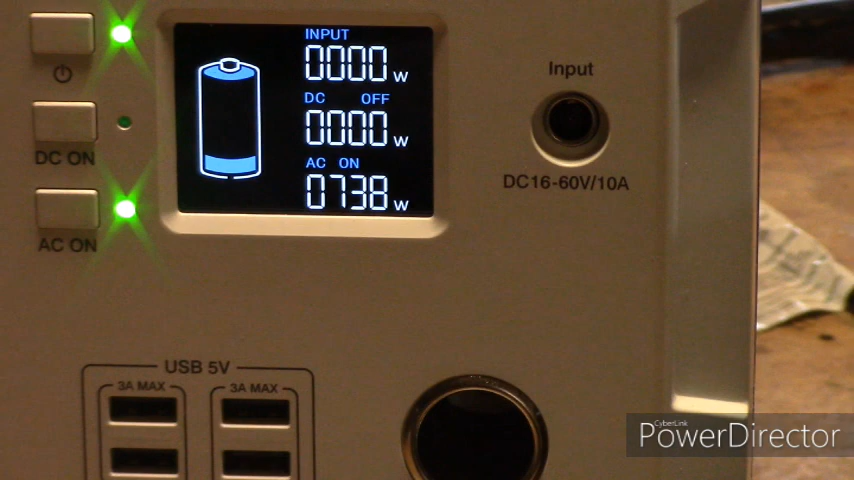 INPUT
0000 w
DC OFF
0000 w
AC ON
0738 w
DC ON
AC ON
Input
DC16-60V/10A
USB 5V
3A MAX 3A MAX
CyberLink
PowerDirector